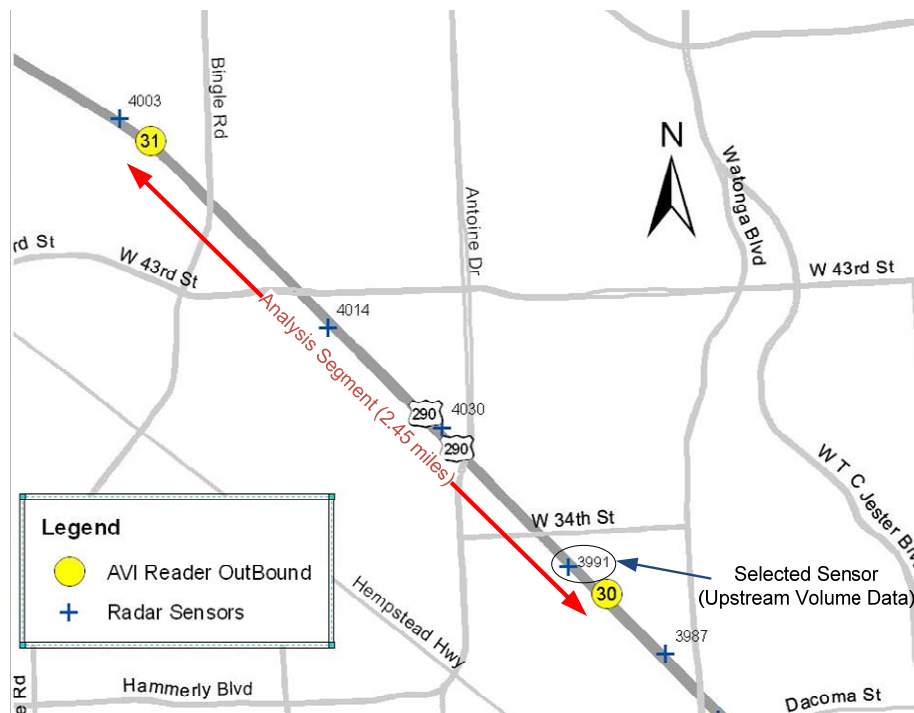 4003
31
Bingle Rd
N
Watonga Blvd
Antoine Dr
rd St
W 43rd St
W 43rd St
4014
Analysis Segment (2.45 miles)
290
4030
290
W T C Jester Blv
W 34th St
3991
Selected Sensor
(Upstream Volume Data)
30
3987
Legend
AVI Reader OutBound
Radar Sensors
Hempstead Hwy
Hammerly Blvd
e Rd
Dacoma St